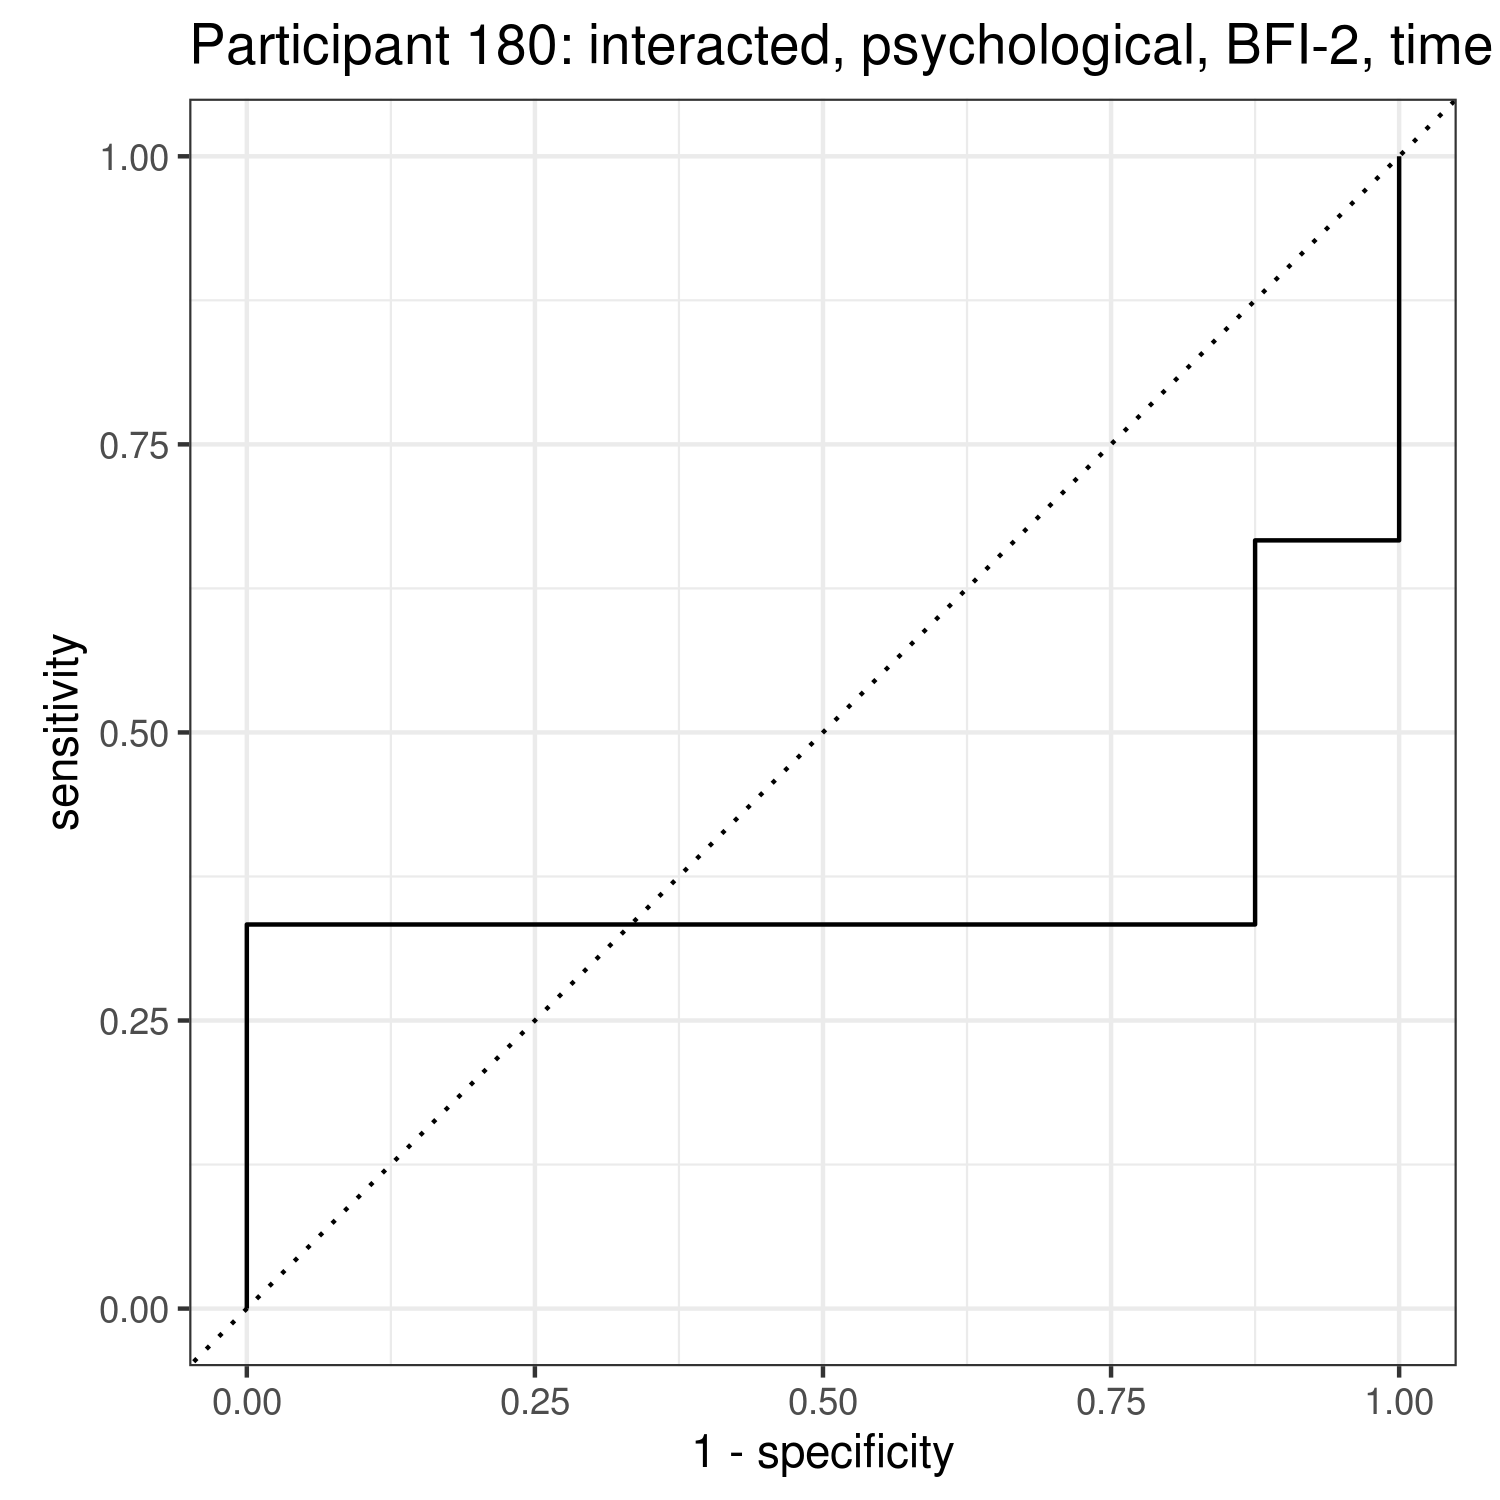 Participant 180: interacted, psychological, BFI-2, time
1.00
0.75
0.50
0.25
0.00
sensitivity
0.00 0.25 0.50 0.75 1.00
1 - specificity